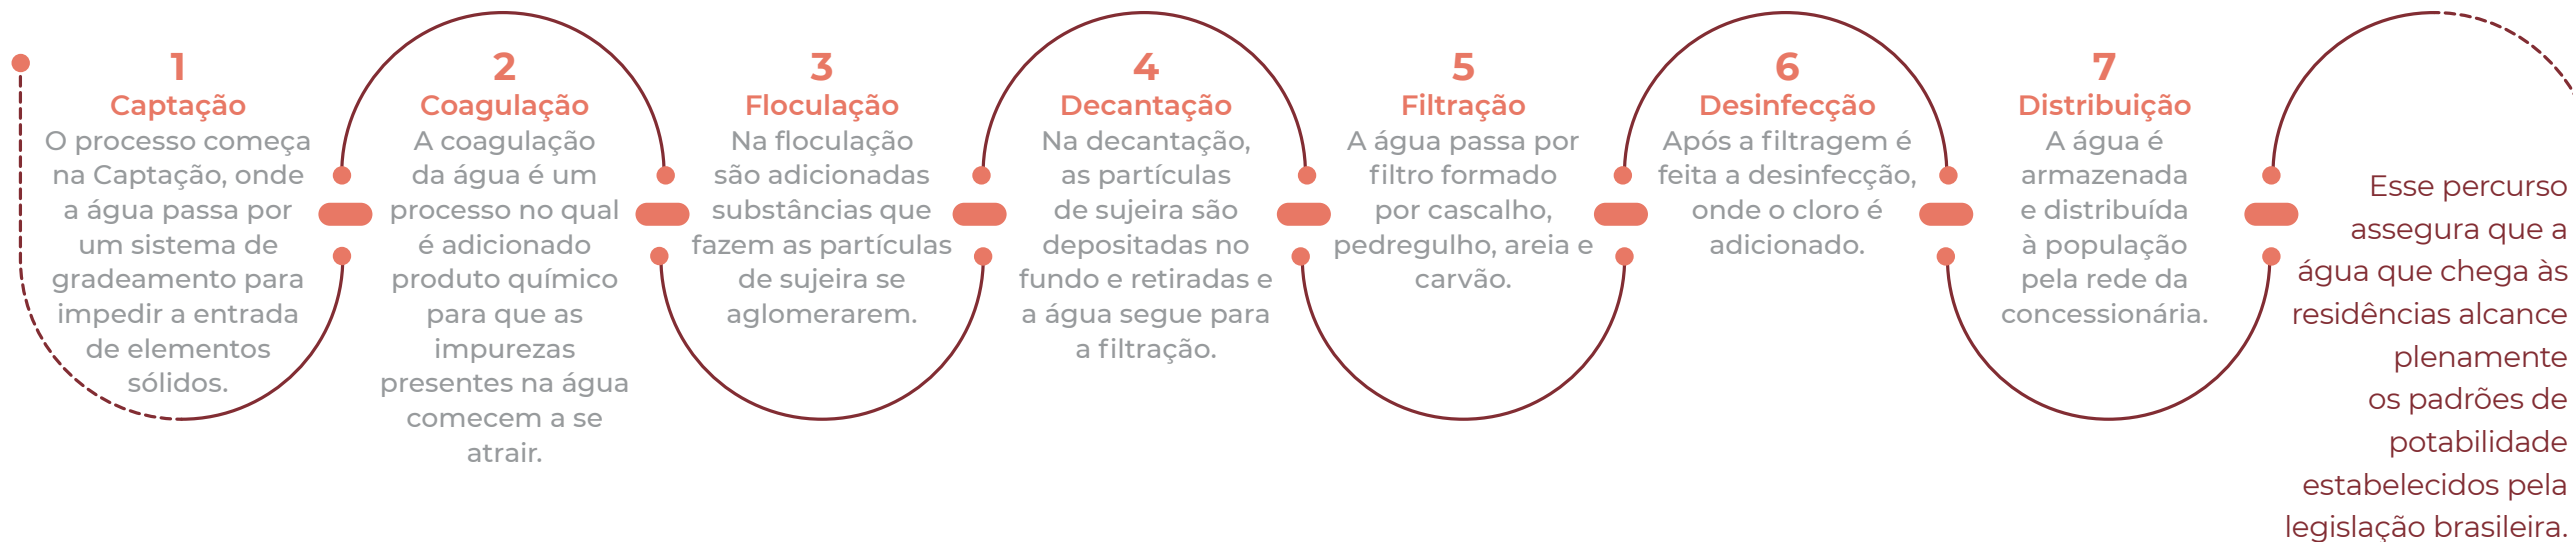 1
Captação
O processo começa
na Captação, onde
a água passa por
um sistema de
gradeamento para
impedir a entrada
de elementos
sólidos.
2
Coagulação
A coagulação
da água é um
processo no qual
é adicionado
produto químico
para que as
impurezas
presentes na água
comecem a se
atrair.
3
Floculação
Na floculação
são adicionadas
substâncias que
fazem as partículas
de sujeira se
aglomerarem.
4
Decantação
Na decantação,
as partículas
de sujeira são
depositadas no
fundo e retiradas e
a água segue para
a filtração.
5
Filtração
A água passa por
filtro formado
por cascalho,
pedregulho, areia e
carvão.
6
Desinfecção
Após a filtragem é
feita a desinfecção,
onde o cloro é
adicionado.
7
Distribuição
A água é
armazenada
e distribuída
à população
pela rede da
concessionária.
Esse percurso
assegura que a
água que chega às
residências alcance
plenamente
os padrões de
potabilidade
estabelecidos pela
legislação brasileira.